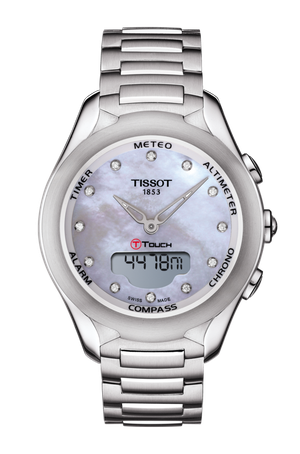 METEO
TIMER
ALTIMETER
TISSOT
1853
T TOUCH
ALARM
CHRONO
4478m
SWISS MADE
COMPASS